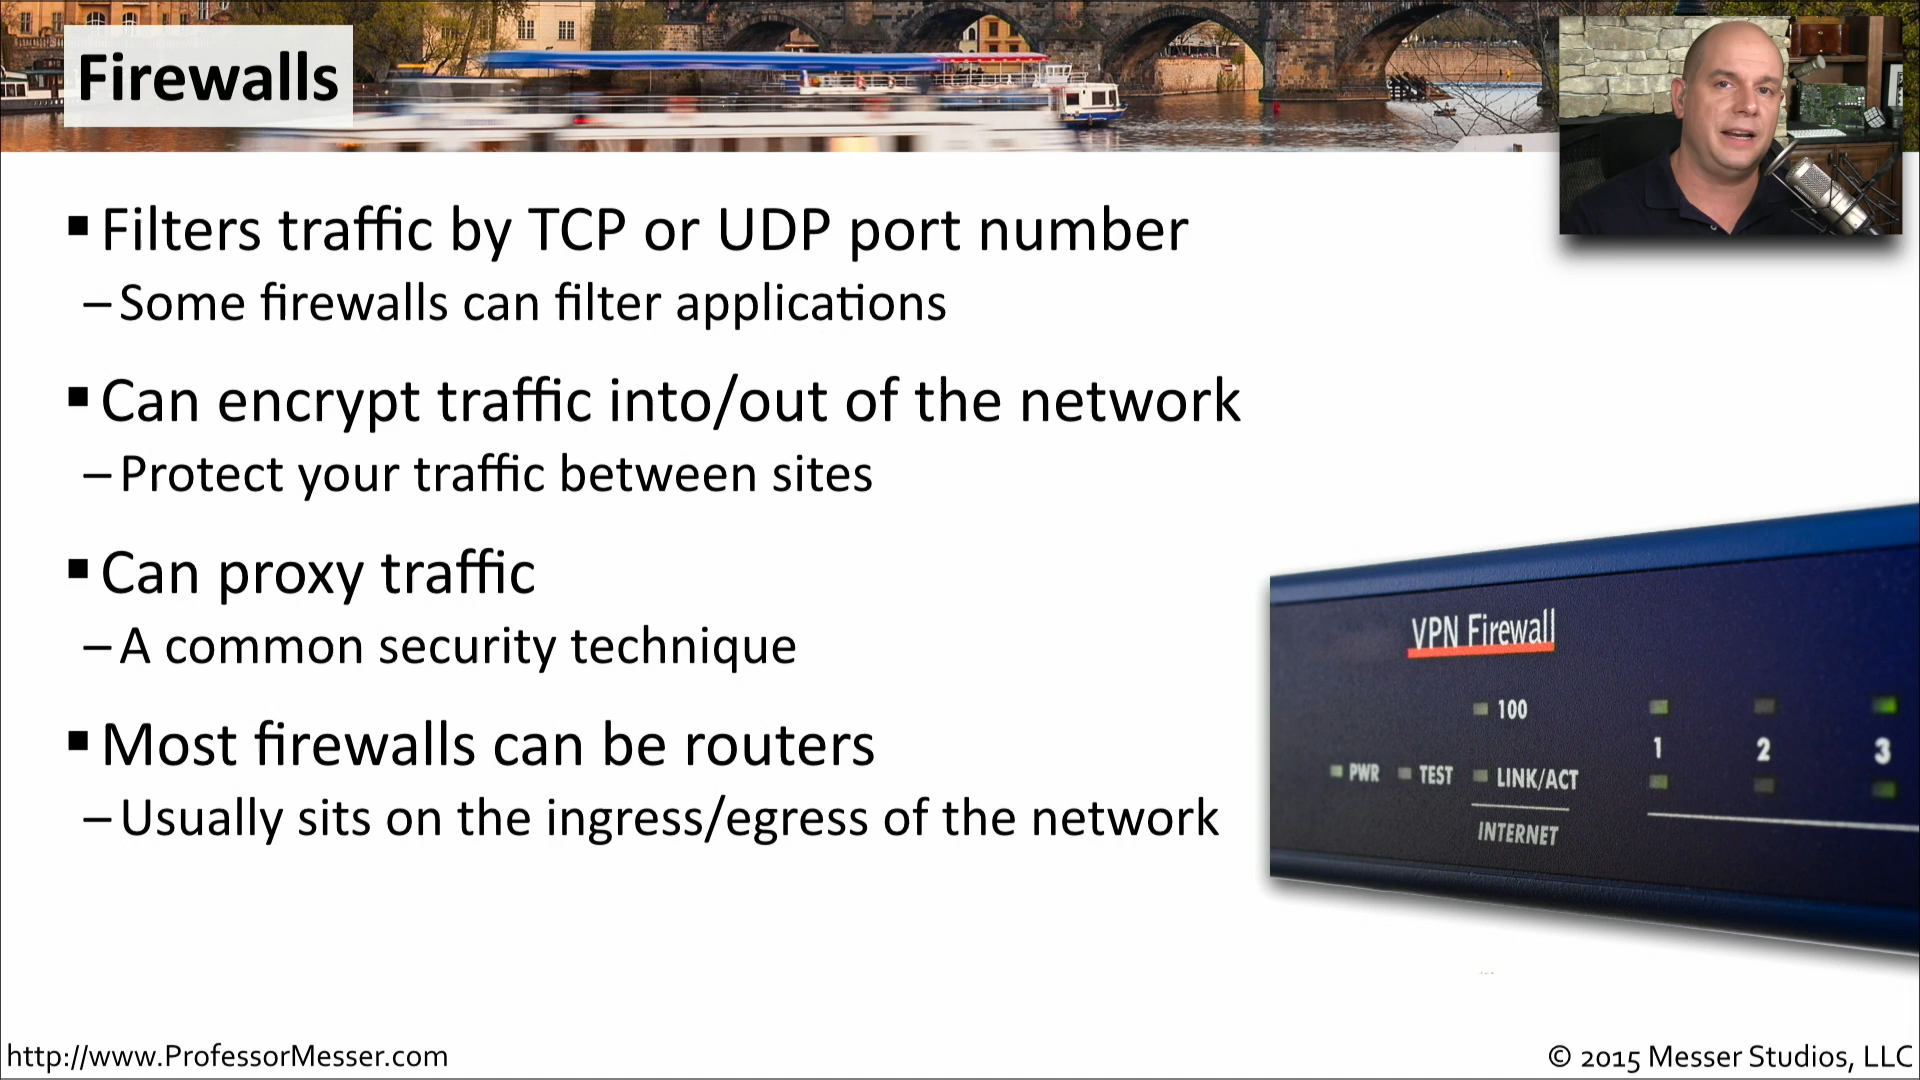 Firewalls
▪ Filters traffic by TCP or UDP port number
– Some firewalls can filter applications
▪ Can encrypt traffic into/out of the network
– Protect your traffic between sites
▪ Can proxy traffic
– A common security technique
▪ Most firewalls can be routers
– Usually sits on the ingress/egress of the network
VPN Firewall
100
1 2 3
PWR TEST LINK/ACT
INTERNET
http://www.ProfessorMesser.com
© 2015 Messer Studios, LLC